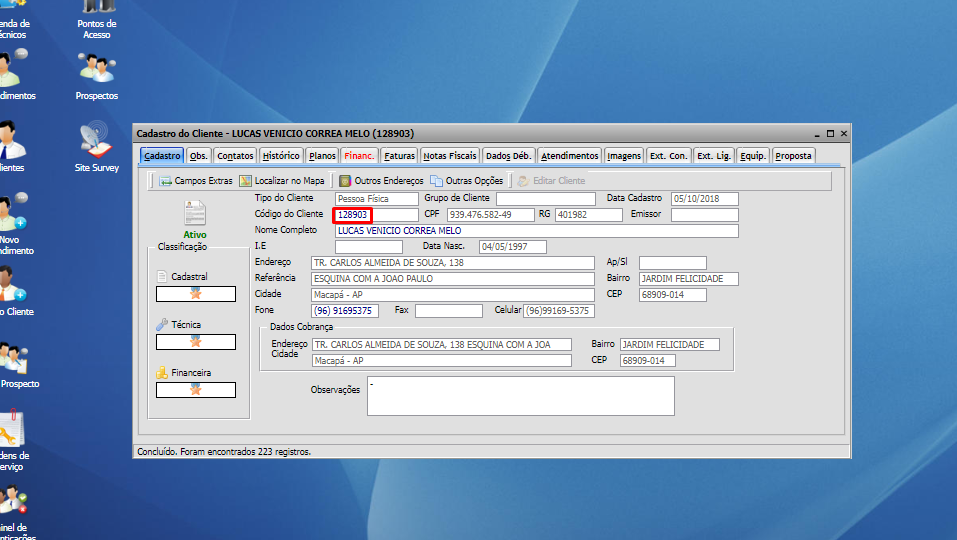 enda de
écnicos
Pontos de
Acesso
dimentos
Prospectos
lientes
Site Survey
Novo
ndimento
o Cliente
Prospecto
dens de
erviço
ainel de
enticações
Cadastro do Cliente - LUCAS VENICIO CORREA MELO (128903)
Cadastro Obs. Contatos Histórico Planos Financ. Faturas Notas Fiscais Dados Déb. Atendimentos Imagens Ext. Con. Ext. Lig. Equip. Proposta
Campos Extras Localizar no Mapa Outros Endereços Outras Opções Editar Cliente
Ativo
Classificação
Cadastral
Técnica
Financeira
Tipo do Cliente Pessoa Física Grupo de Cliente Data Cadastro 05/10/2018
Código do Cliente 128903 CPF 939.476.582-49 RG 401982 Emissor
Nome Completo LUCAS VENICIO CORREA MELO
I.E Data Nasc. 04/05/1997
Endereço TR. CARLOS ALMEIDA DE SOUZA, 138 Ap/Sl
Referência ESQUINA COM A JOAO PAULO Bairro JARDIM FELICIDADE
Cidade Macapá - AP CEP 68909-014
Fone (96) 91695375 Fax Celular (96)99169-5375
Dados Cobrança
Endereço TR. CARLOS ALMEIDA DE SOUZA, 138 ESQUINA COM A JOA Bairro JARDIM FELICIDADE
Cidade Macapá - AP CEP 68909-014
Observações -
Concluído. Foram encontrados 223 registros.